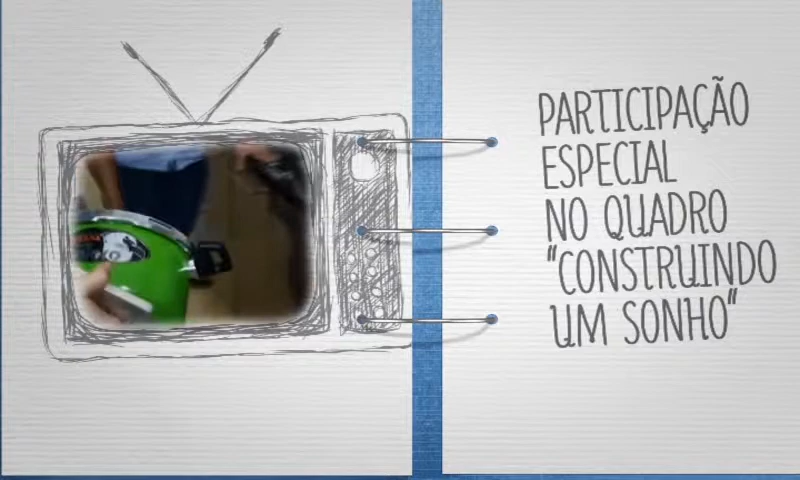 PARTICIPAÇÃO
ESPECIAL
NO QUADRO
"CONSTRUINDO
UM SONHO"